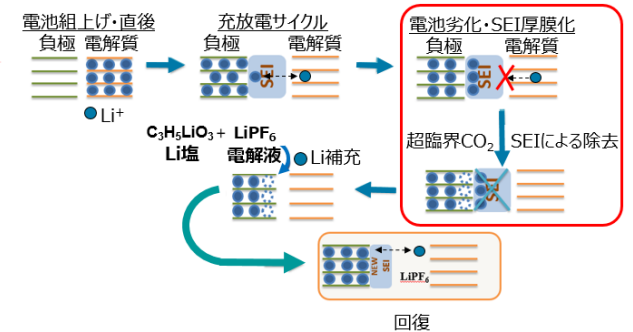 電池組上げ・直後
負極 電解質
Li⁺
充放電サイクル
負極 電解質
SEI
電池劣化・SEI厚膜化
負極 電解質
SEI
超臨界CO₂ SEIによる除去
SEI
C₃H₅LiO₃ + LiPF₆
Li塩 電解液
Li補充
NEW
SEI
LiPF₆
回復